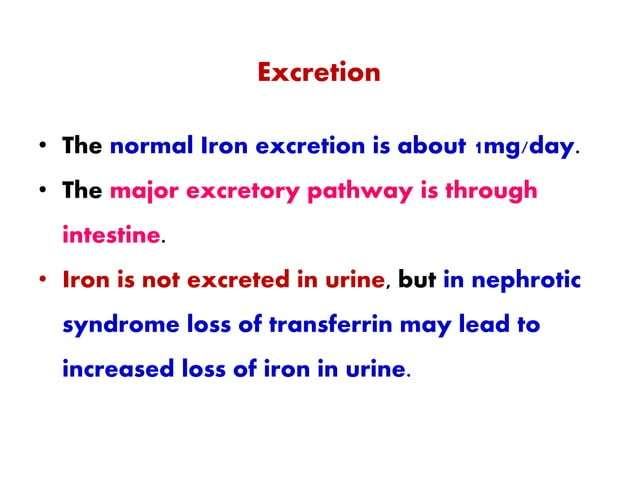 Excretion
• The normal Iron excretion is about 1mg/day.
• The major excretory pathway is through
intestine.
• Iron is not excreted in urine, but in nephrotic
syndrome loss of transferrin may lead to
increased loss of iron in urine.